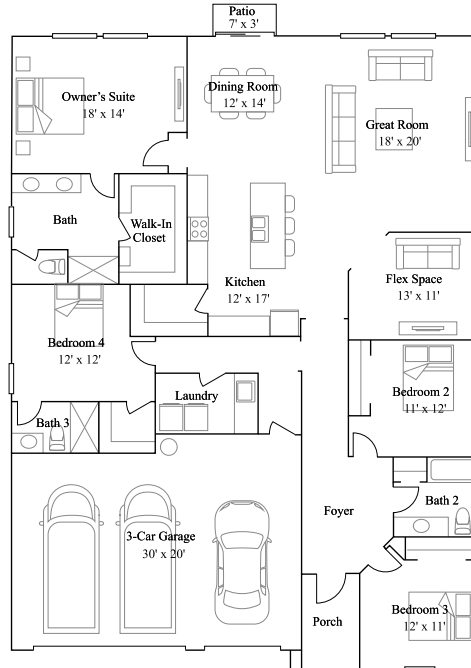 Patio
7' x 3'
Owner's Suite
18' x 14'
Dining Room
12' x 14'
Great Room
18' x 20'
Bath
Walk-In
Closet
Kitchen
12' x 17'
Flex Space
13' x 11'
Bedroom 4
12' x 12'
Laundry
Bedroom 2
11' x 12'
Bath 3
Bath 2
Foyer
3-Car Garage
30' x 20'
Porch
Bedroom 3
12' x 11'